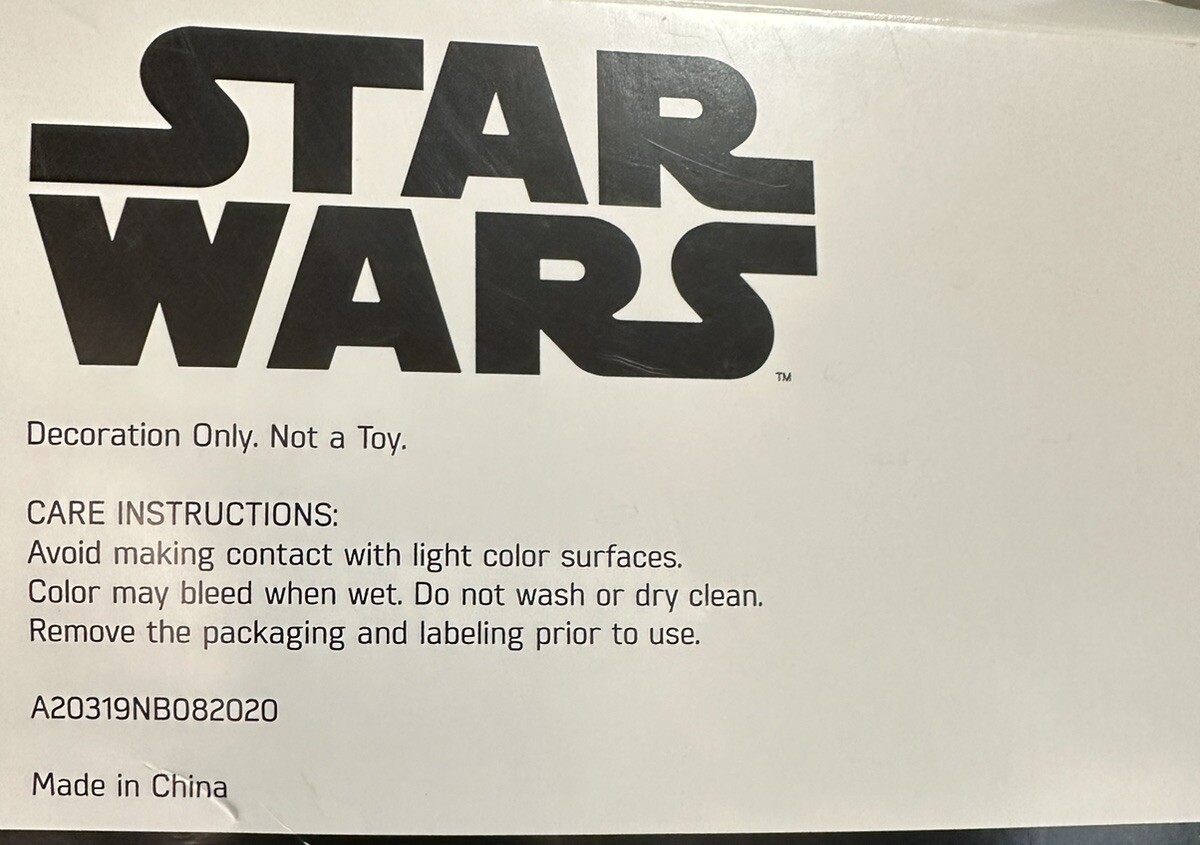 STAR
WARS
TM
Decoration Only. Not a Toy.
CARE INSTRUCTIONS:
Avoid making contact with light color surfaces.
Color may bleed when wet. Do not wash or dry clean.
Remove the packaging and labeling prior to use.
A20319NB082020
Made in China